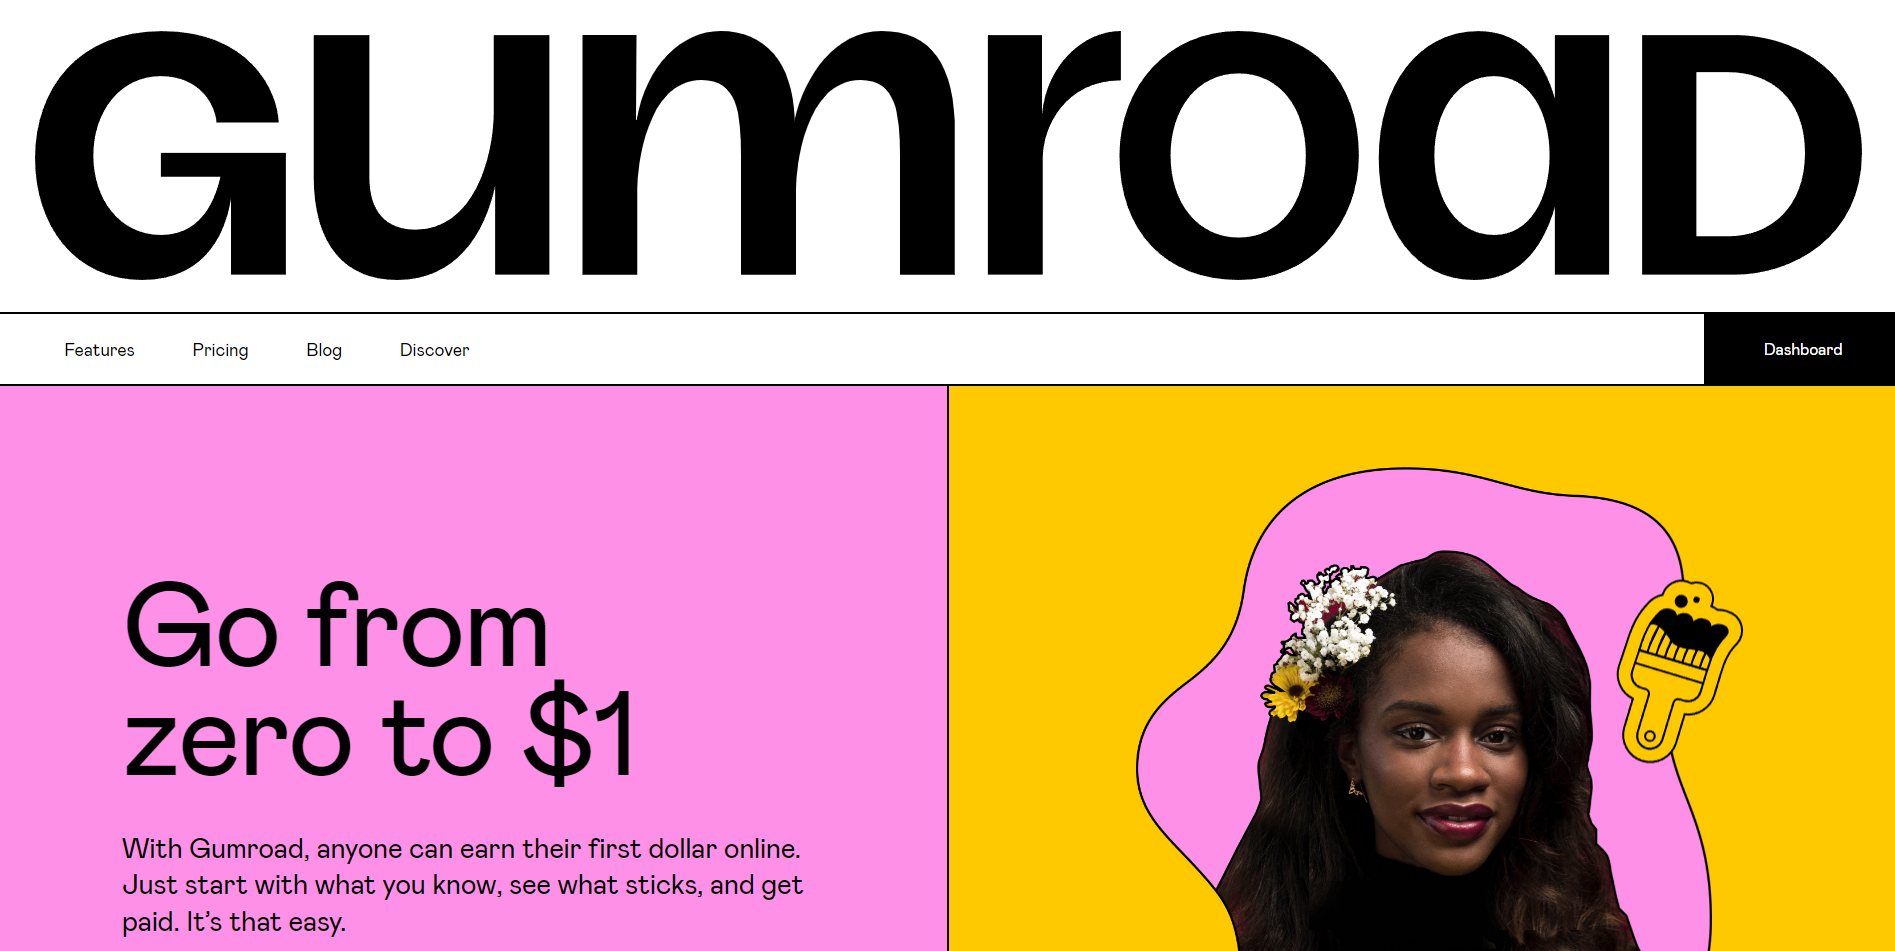 GumroaD
Features Pricing Blog Discover Dashboard
Go from
zero to $1
With Gumroad, anyone can earn their first dollar online.
Just start with what you know, see what sticks, and get
paid. It’s that easy.